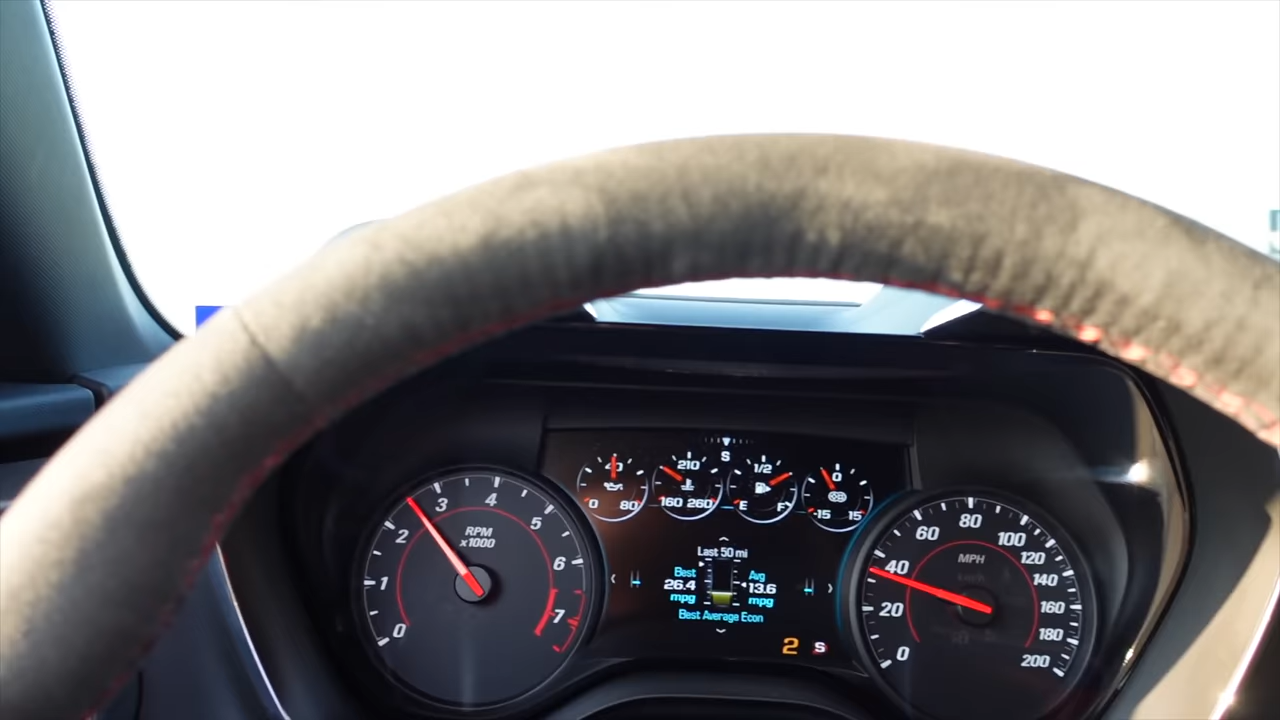 S
40
0 80
210
160 260
1/2
E F
0
-15 15
0 1 2 3 4 5 6 7
RPM
x1000
Last 50 mi
Best
26.4
mpg
Avg
13.6
mpg
Best Average Econ
2 S
0 20 40 60 80 100 120 140 160 180 200
MPH